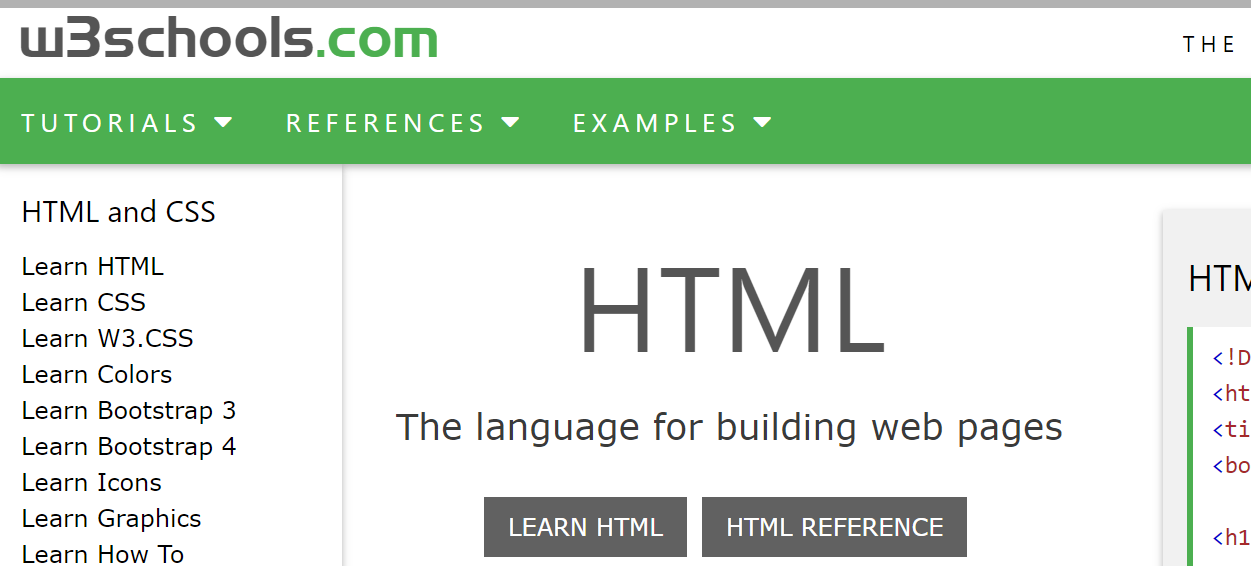 w3schools.com
THE
TUTORIALS REFERENCES EXAMPLES
HTML and CSS
Learn HTML
Learn CSS
Learn W3.CSS
Learn Colors
Learn Bootstrap 3
Learn Bootstrap 4
Learn Icons
Learn Graphics
Learn How To
HTML
The language for building web pages
LEARN HTML HTML REFERENCE
HTM
<!D
<ht
<ti
<bo
<h1